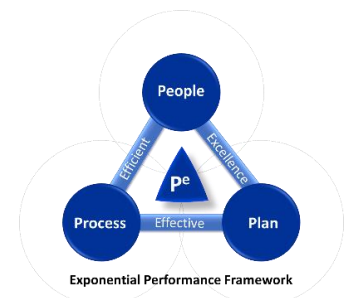 People
Efficient
Excellence
Pe
Process
Effective
Plan
Exponential Performance Framework